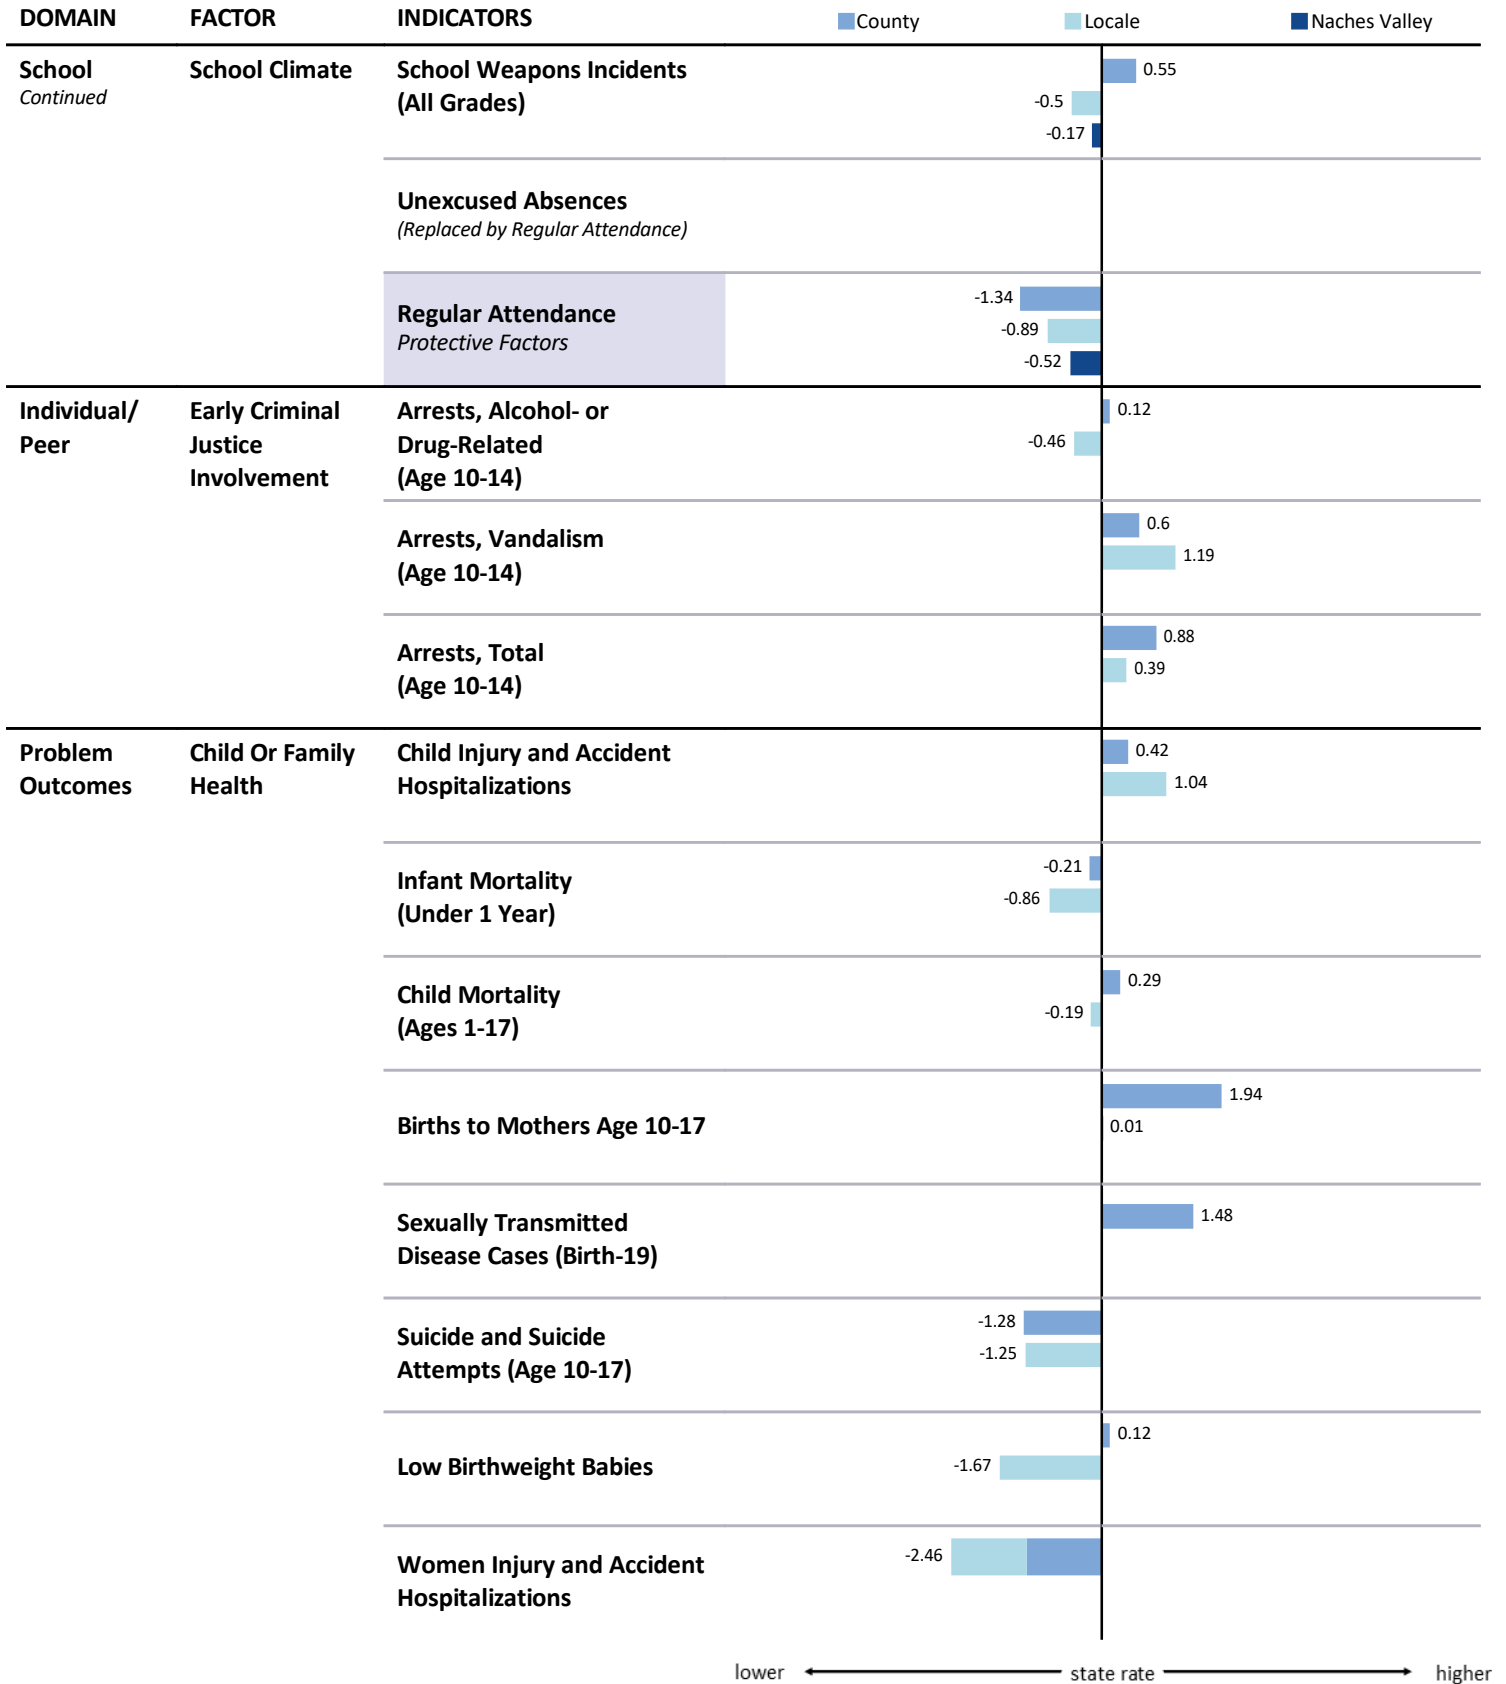 DOMAIN FACTOR INDICATORS County Locale Naches Valley
School School Climate School Weapons Incidents 0.55
Continued (All Grades) -0.5
-0.17
Unexcused Absences
(Replaced by Regular Attendance)
-1.34
Regular Attendance -0.89
Protective Factors -0.52
Individual/ Early Criminal Arrests, Alcohol- or 0.12
Peer Justice Drug-Related -0.46
Involvement (Age 10-14)
0.6
Arrests, Vandalism 1.19
(Age 10-14)
0.88
Arrests, Total 0.39
(Age 10-14)
Problem Child Or Family Child Injury and Accident 0.42
Outcomes Health Hospitalizations 1.04
-0.21
Infant Mortality -0.86
(Under 1 Year)
0.29
Child Mortality -0.19
(Ages 1-17)
1.94
Births to Mothers Age 10-17 0.01
Sexually Transmitted 1.48
Disease Cases (Birth-19)
-1.28
Suicide and Suicide -1.25
Attempts (Age 10-17)
0.12
Low Birthweight Babies -1.67
Women Injury and Accident -2.46
Hospitalizations
lower state rate higher